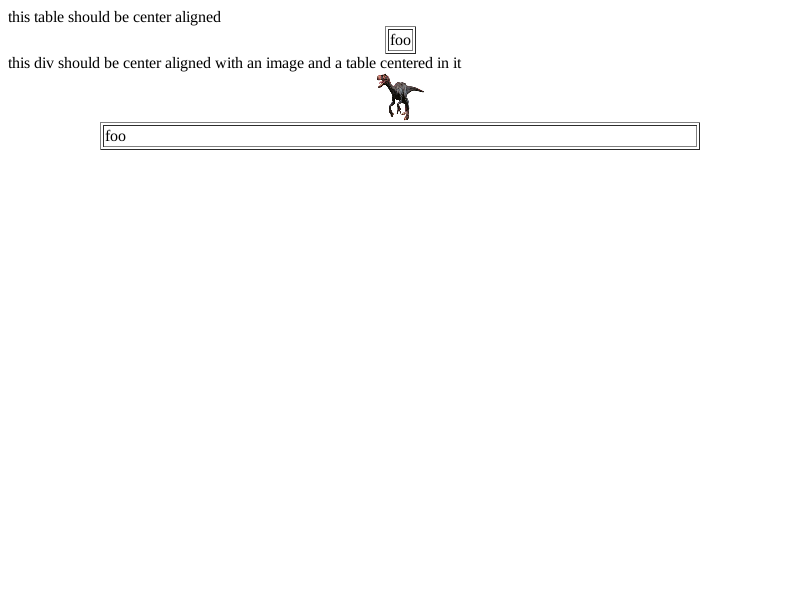 this table should be center aligned
foo
this div should be center aligned with an image and a table centered in it
foo